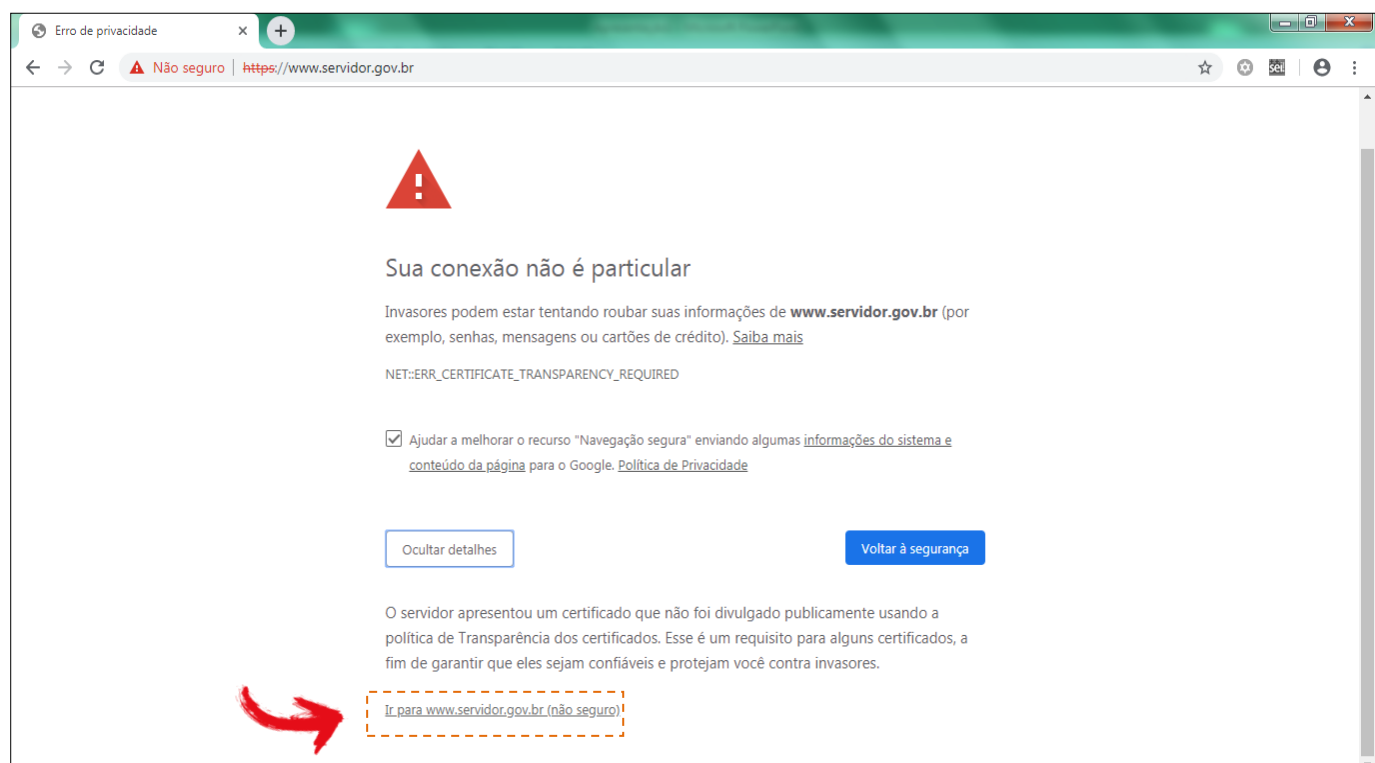 Erro de privacidade
Não seguro | https://www.servidor.gov.br
sei!
Sua conexão não é particular
Invasores podem estar tentando roubar suas informações de www.servidor.gov.br (por
exemplo, senhas, mensagens ou cartões de crédito). Saiba mais
NET::ERR_CERTIFICATE_TRANSPARENCY_REQUIRED
Ajudar a melhorar o recurso "Navegação segura" enviando algumas informações do sistema e
conteúdo da página para o Google. Política de Privacidade
Ocultar detalhes
Voltar à segurança
O servidor apresentou um certificado que não foi divulgado publicamente usando a
política de Transparência dos certificados. Esse é um requisito para alguns certificados, a
fim de garantir que eles sejam confiáveis e protejam você contra invasores.
Ir para www.servidor.gov.br (não seguro)